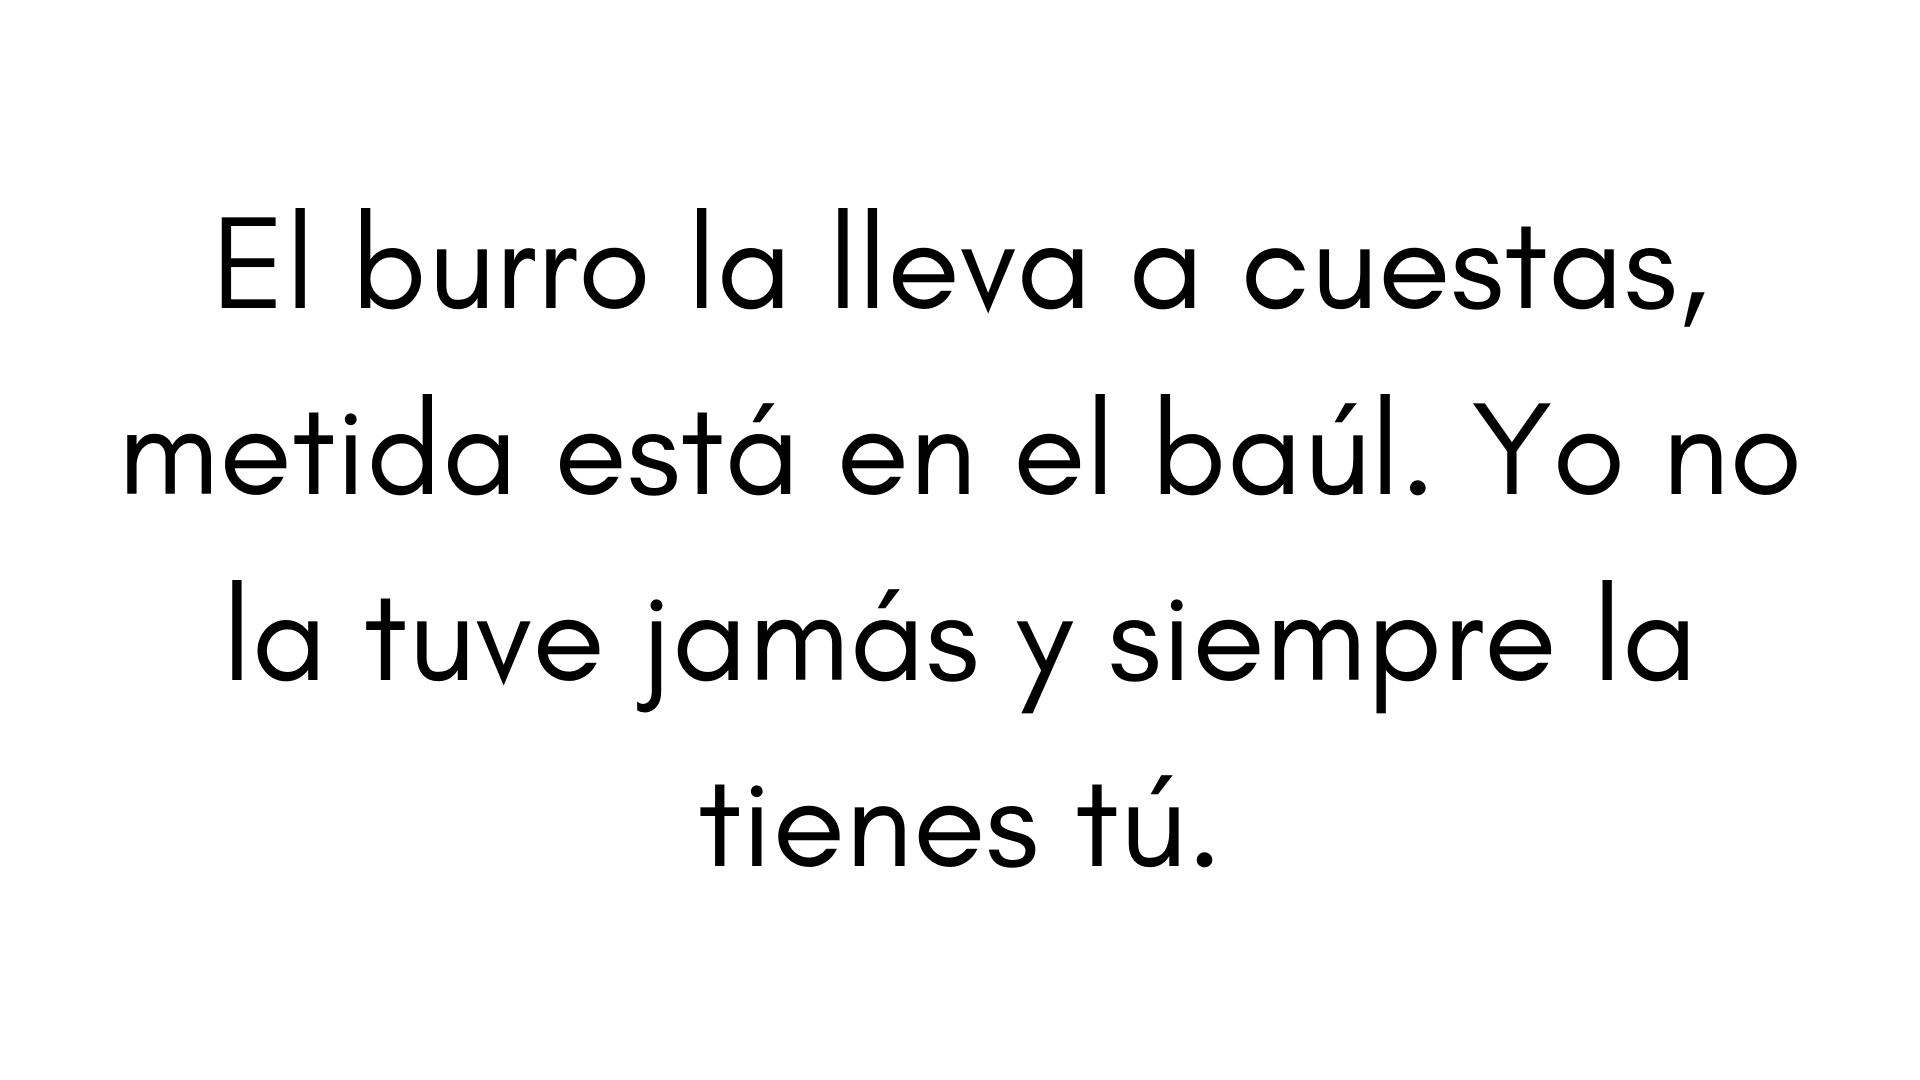 El burro la lleva a cuestas,
metida está en el baúl. Yo no
la tuve jamás y siempre la
tienes tú.